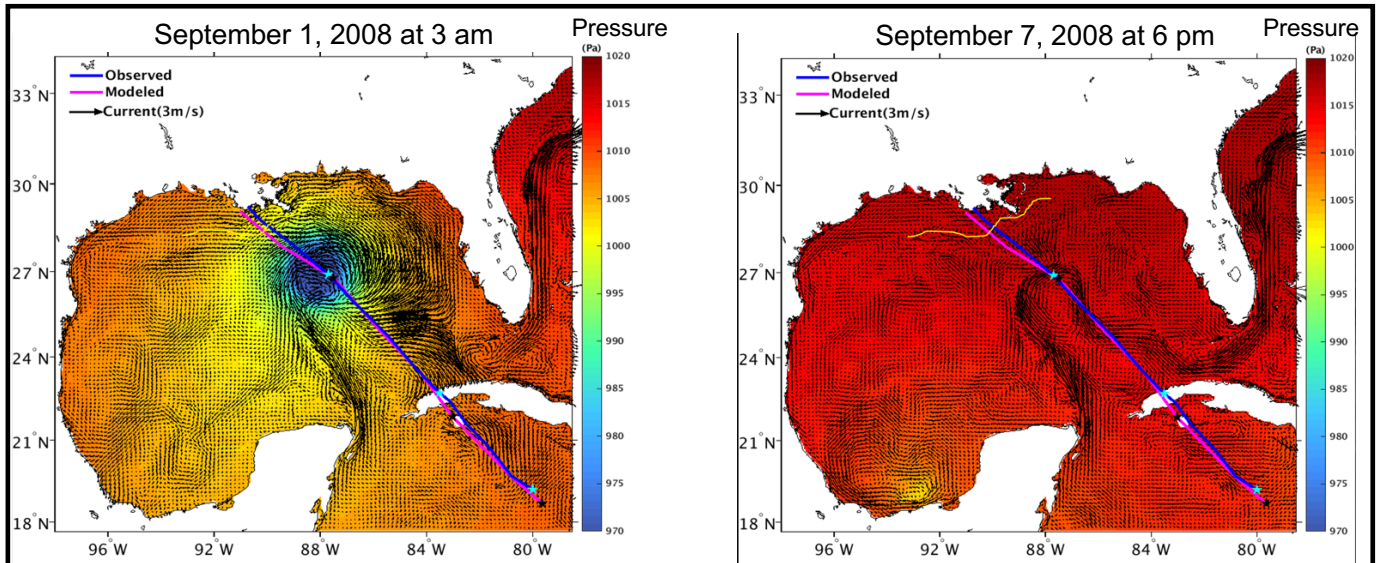 September 1, 2008 at 3 am
Pressure
(Pa)
Observed
Modeled
Current(3m/s)
33°N
30°N
27°N
24°N
21°N
18°N
96°W
92°W
88°W
84°W
80°W
1020
1015
1010
1005
1000
995
990
985
980
975
970
September 7, 2008 at 6 pm
Pressure
(Pa)
Observed
Modeled
Current(3m/s)
33°N
30°N
27°N
24°N
21°N
18°N
96°W
92°W
88°W
84°W
80°W
1020
1015
1010
1005
1000
995
990
985
980
975
970